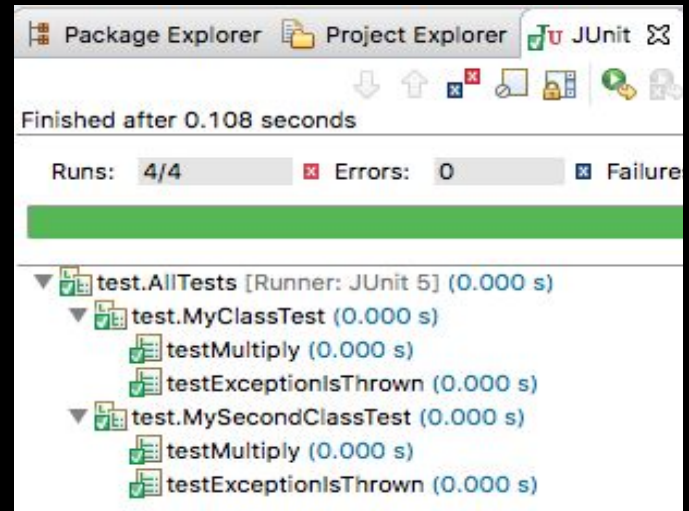 Package Explorer Project Explorer JUnit
Finished after 0.108 seconds
Runs: 4/4 Errors: 0 Failure
test.AllTests [Runner: JUnit 5] (0.000 s)
test.MyClassTest (0.000 s)
testMultiply (0.000 s)
testExceptionIsThrown (0.000 s)
test.MySecondClassTest (0.000 s)
testMultiply (0.000 s)
testExceptionIsThrown (0.000 s)